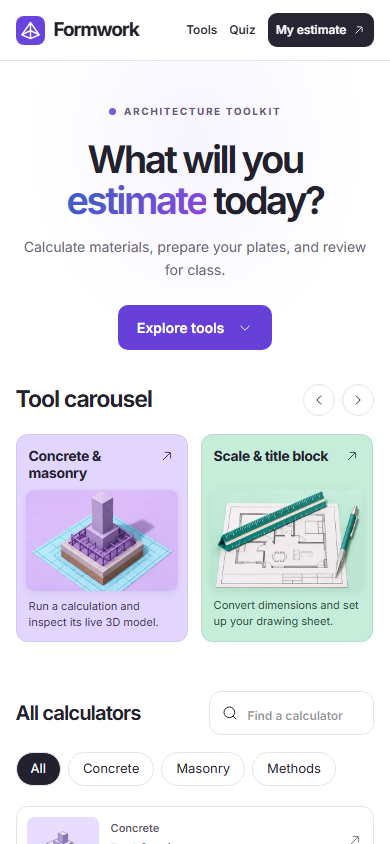 Formwork
Tools
Quiz
My estimate
ARCHITECTURE TOOLKIT
What will you
estimate today?
Calculate materials, prepare your plates, and review
for class.
Explore tools
Tool carousel
Concrete &
masonry
Run a calculation and
inspect its live 3D model.
Scale & title block
Convert dimensions and set
up your drawing sheet.
All calculators
Find a calculator
All
Concrete
Masonry
Methods
Concrete